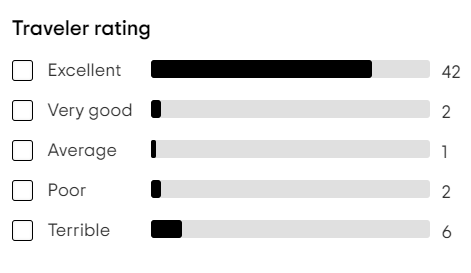 Traveler rating
Excellent 42
Very good 2
Average 1
Poor 2
Terrible 6